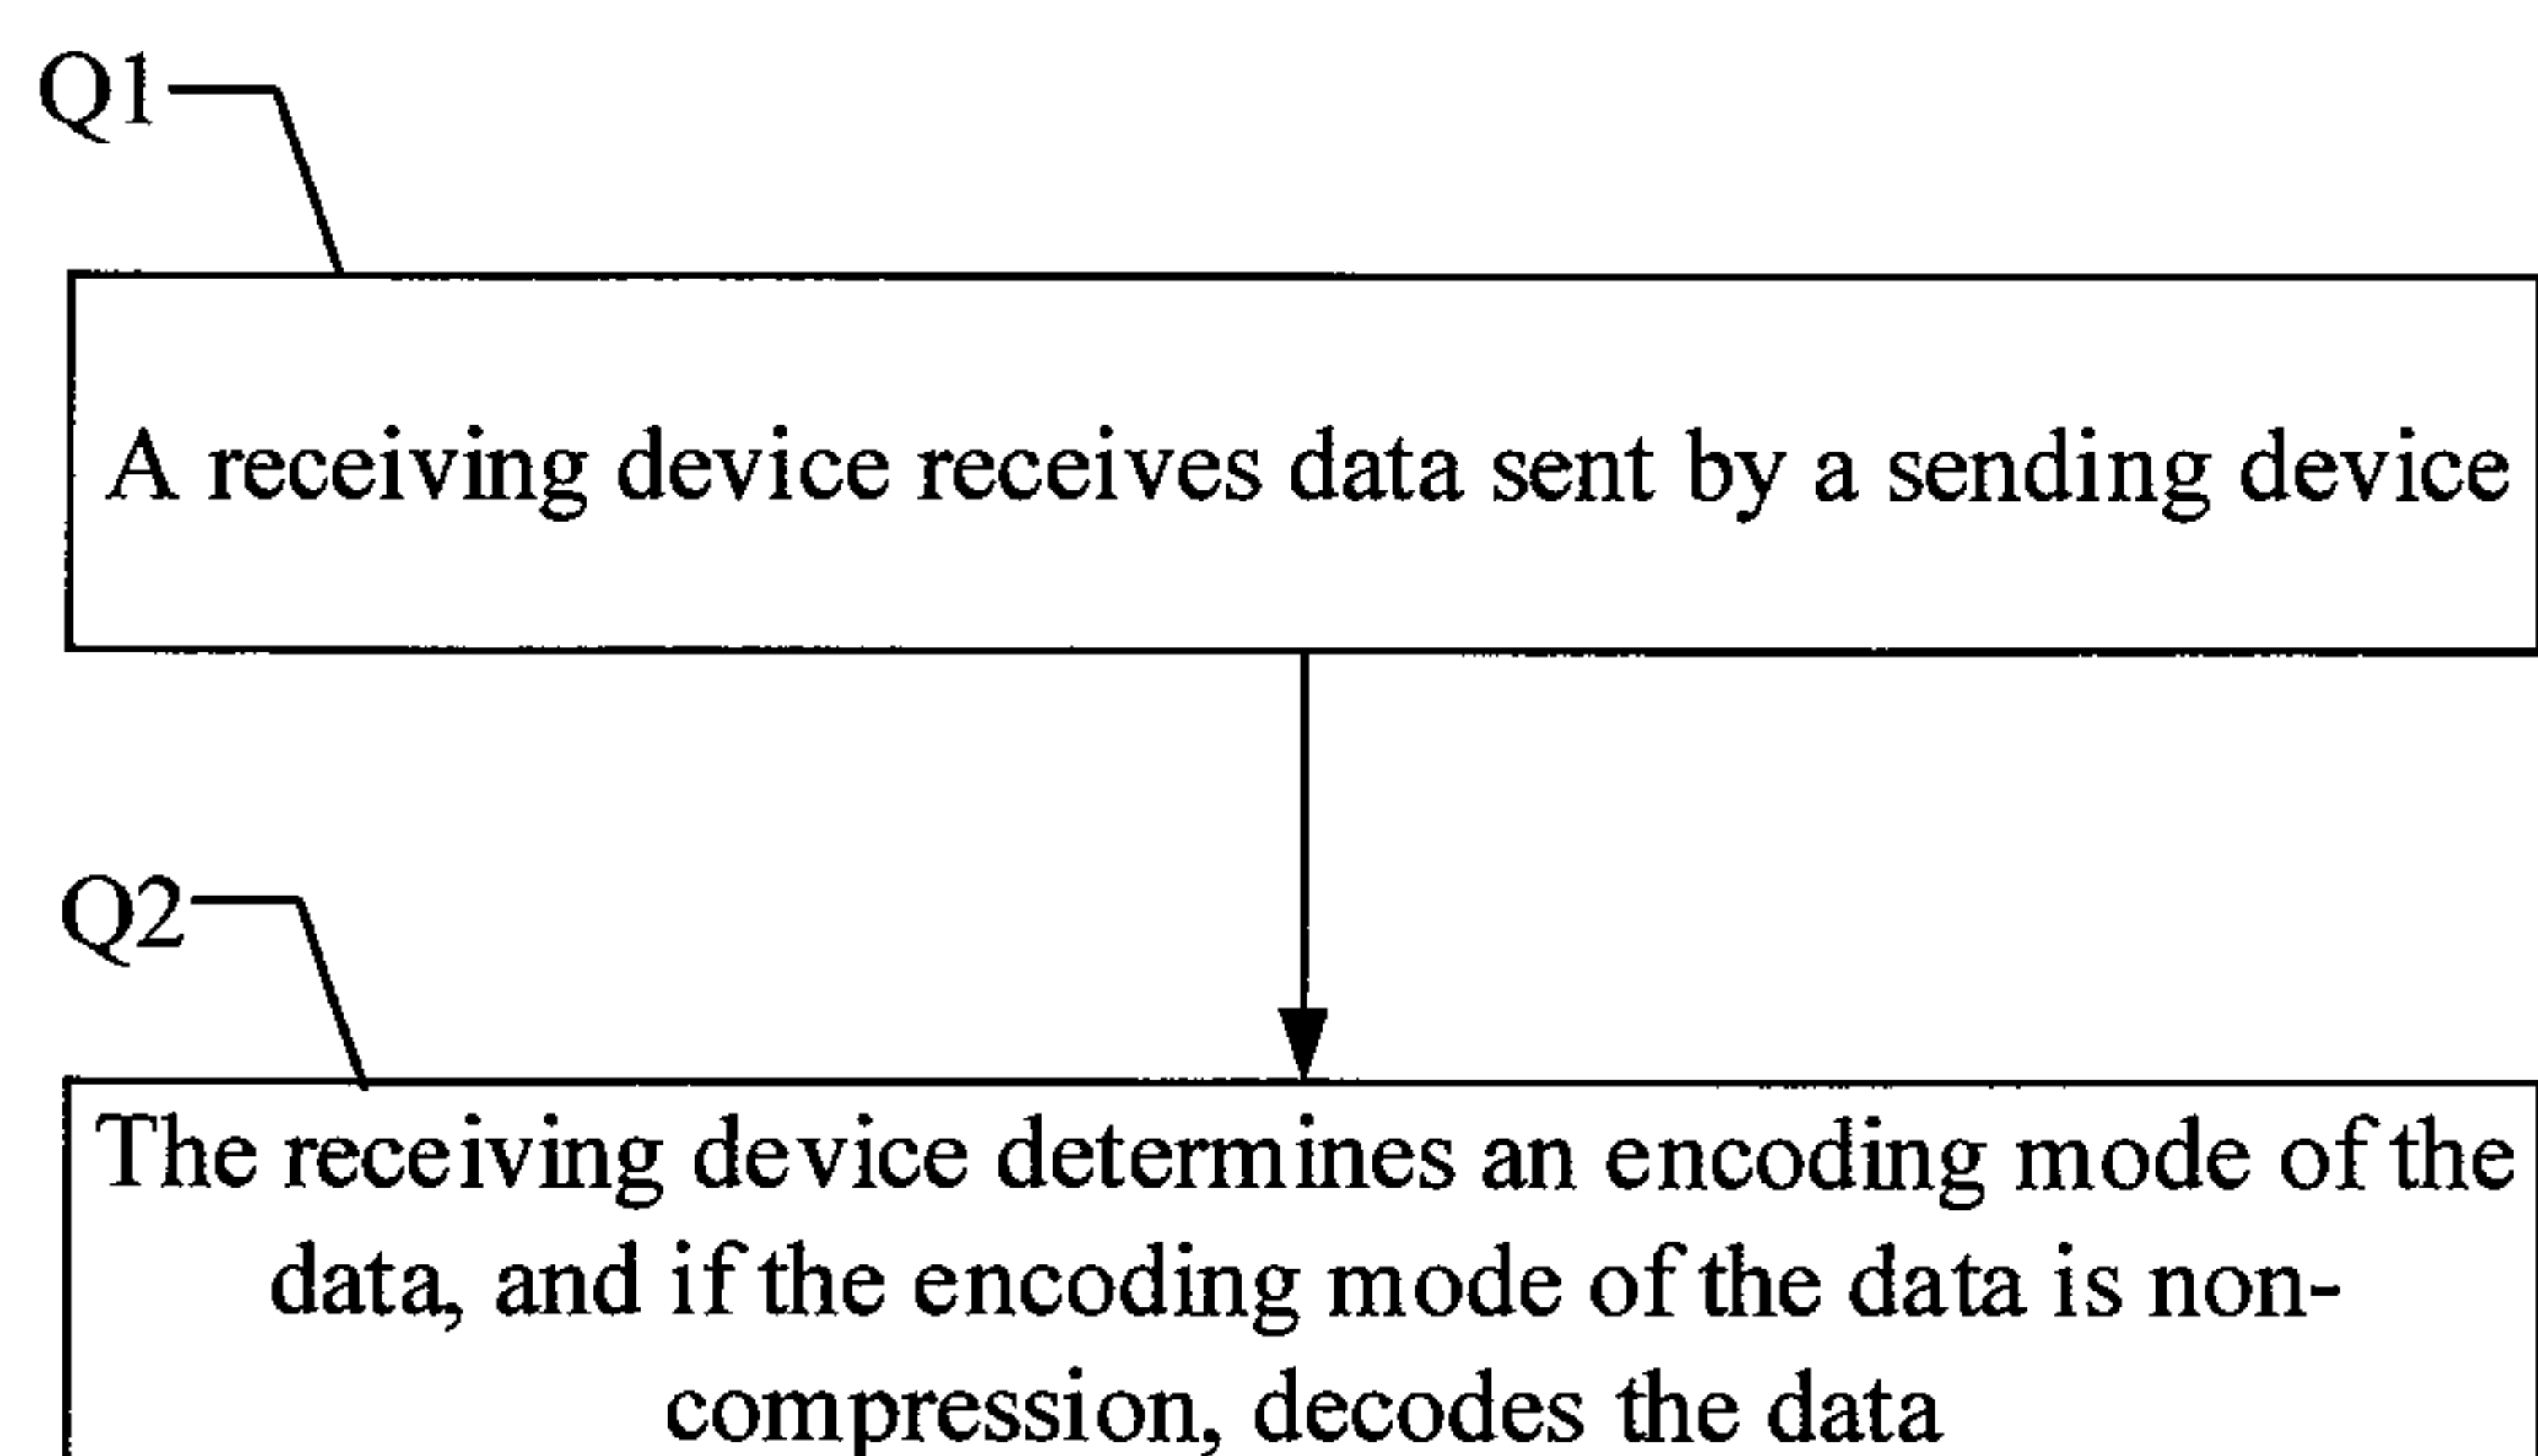 Q1
A receiving device receives data sent by a sending device
Q2
The receiving device determines an encoding mode of the
data, and if the encoding mode of the data is non-
compression, decodes the data